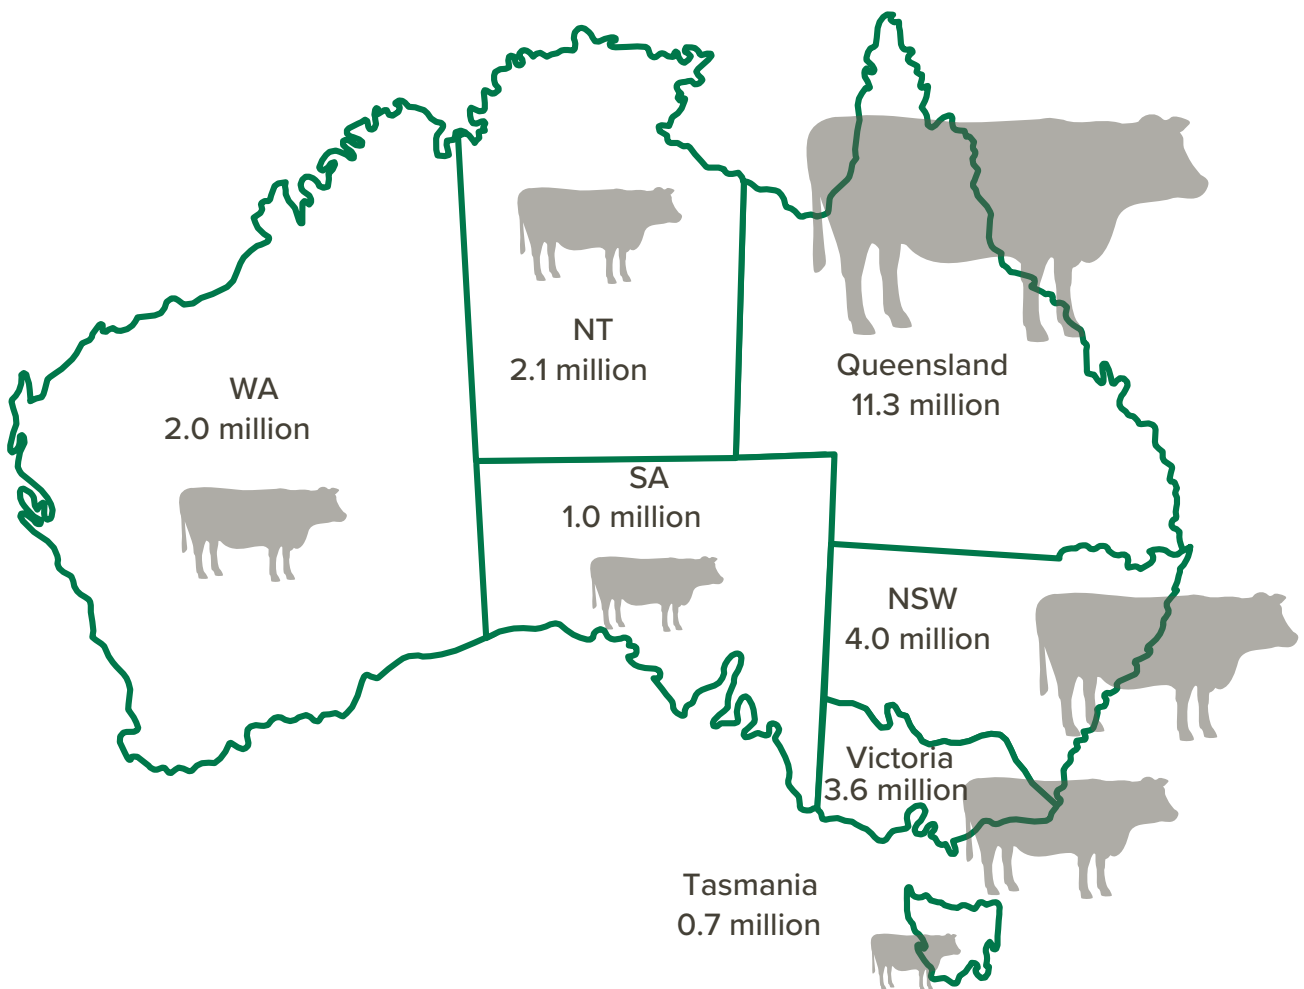 NT
2.1 million
Queensland
11.3 million
WA
2.0 million
SA
1.0 million
NSW
4.0 million
Victoria
3.6 million
Tasmania
0.7 million